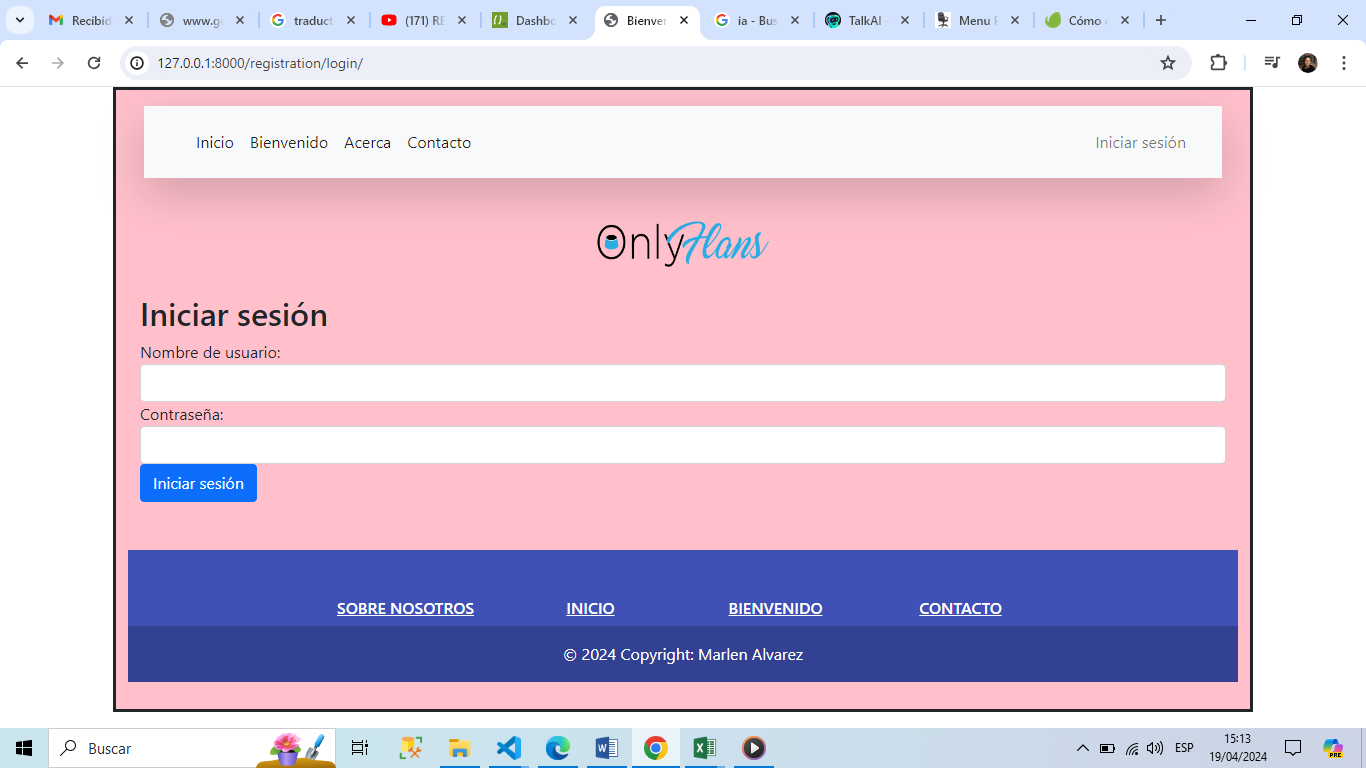 Recibid
www.g
traduct
(171) RE
Dashbo
Bienver
ia - Bus
TalkAI
Menu
Cómo
127.0.0.1:8000/registration/login/
Inicio Bienvenido Acerca Contacto Iniciar sesión
OnlyFlans
Iniciar sesión
Nombre de usuario:
Contraseña:
Iniciar sesión
SOBRE NOSOTROS INICIO BIENVENIDO CONTACTO
© 2024 Copyright: Marlen Alvarez
Buscar
ESP
15:13
19/04/2024
PRE